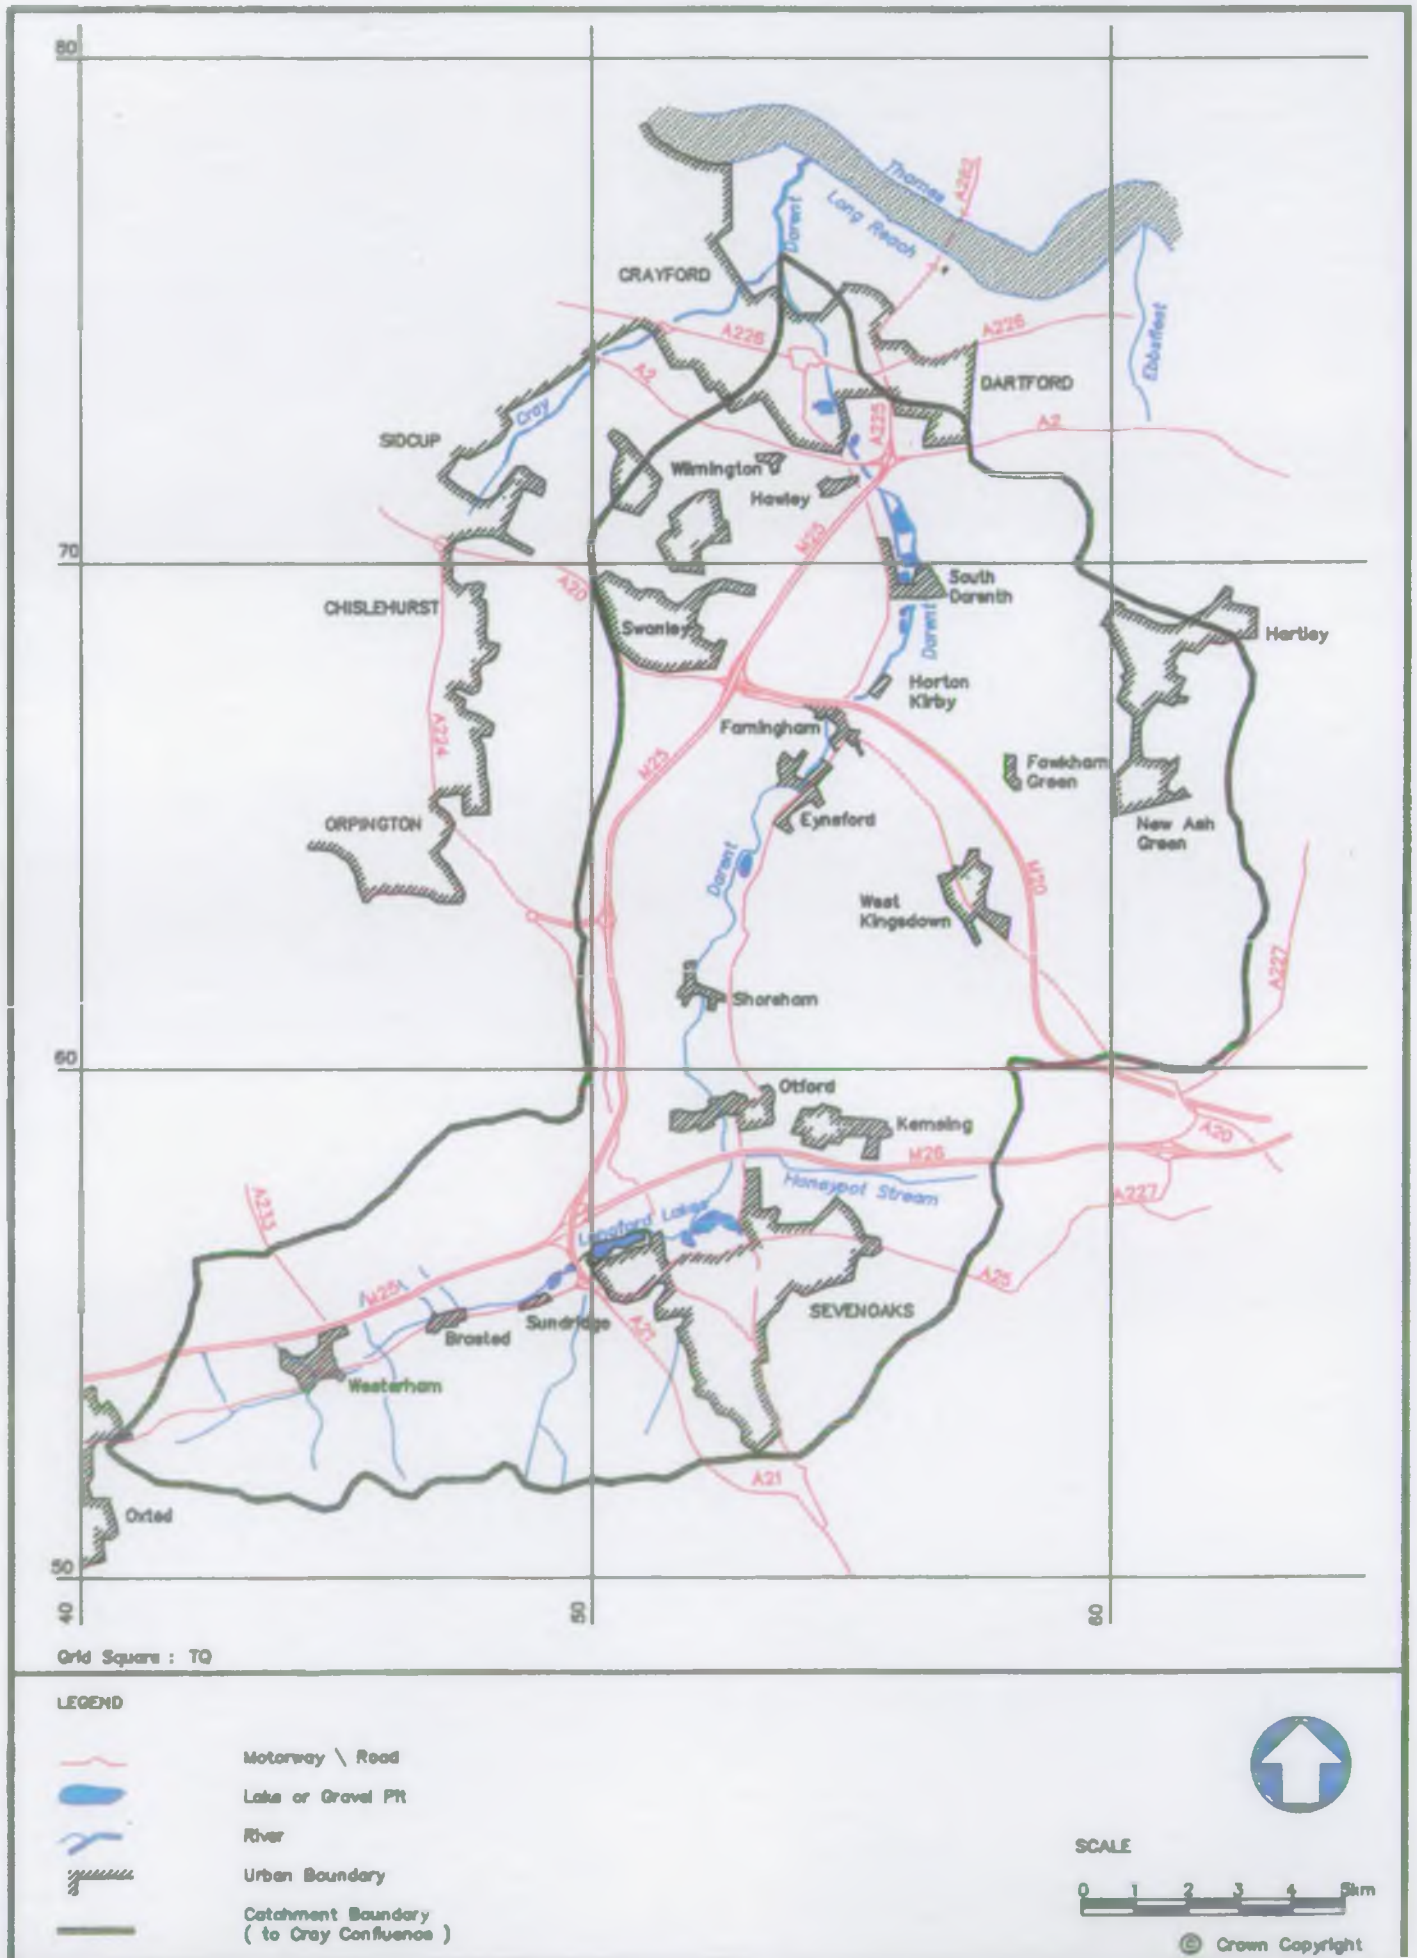 80
Thames
A282
Long Reach
Darent
CRAYFORD
Ebbsfleet
A226
A226
A2
DARTFORD
Cray
A225
A2
SIDCUP
Wilmington
Hawley
M25
70
A20
South
Darenth
CHISLEHURST
Swanley
Darent
Hartley
Horton
Kirby
A224
Farningham
M25
Fawkham
Green
ORPINGTON
Eynsford
New Ash
Green
Darent
M20
West
Kingsdown
A227
Shoreham
60
Otford
Kemsing
A20
M26
Honeypot Stream
A227
A233
Longford Lakes
A25
M25
SEVENOAKS
Sundridge
A21
Brasted
Westerham
A21
Oxted
50
40
50
60
Grid Square : TQ
LEGEND
Motorway \ Road
Lake or Gravel Pit
River
Urban Boundary
Catchment Boundary
( to Cray Confluence )
SCALE
0 1 2 3 4 5km
© Crown Copyright